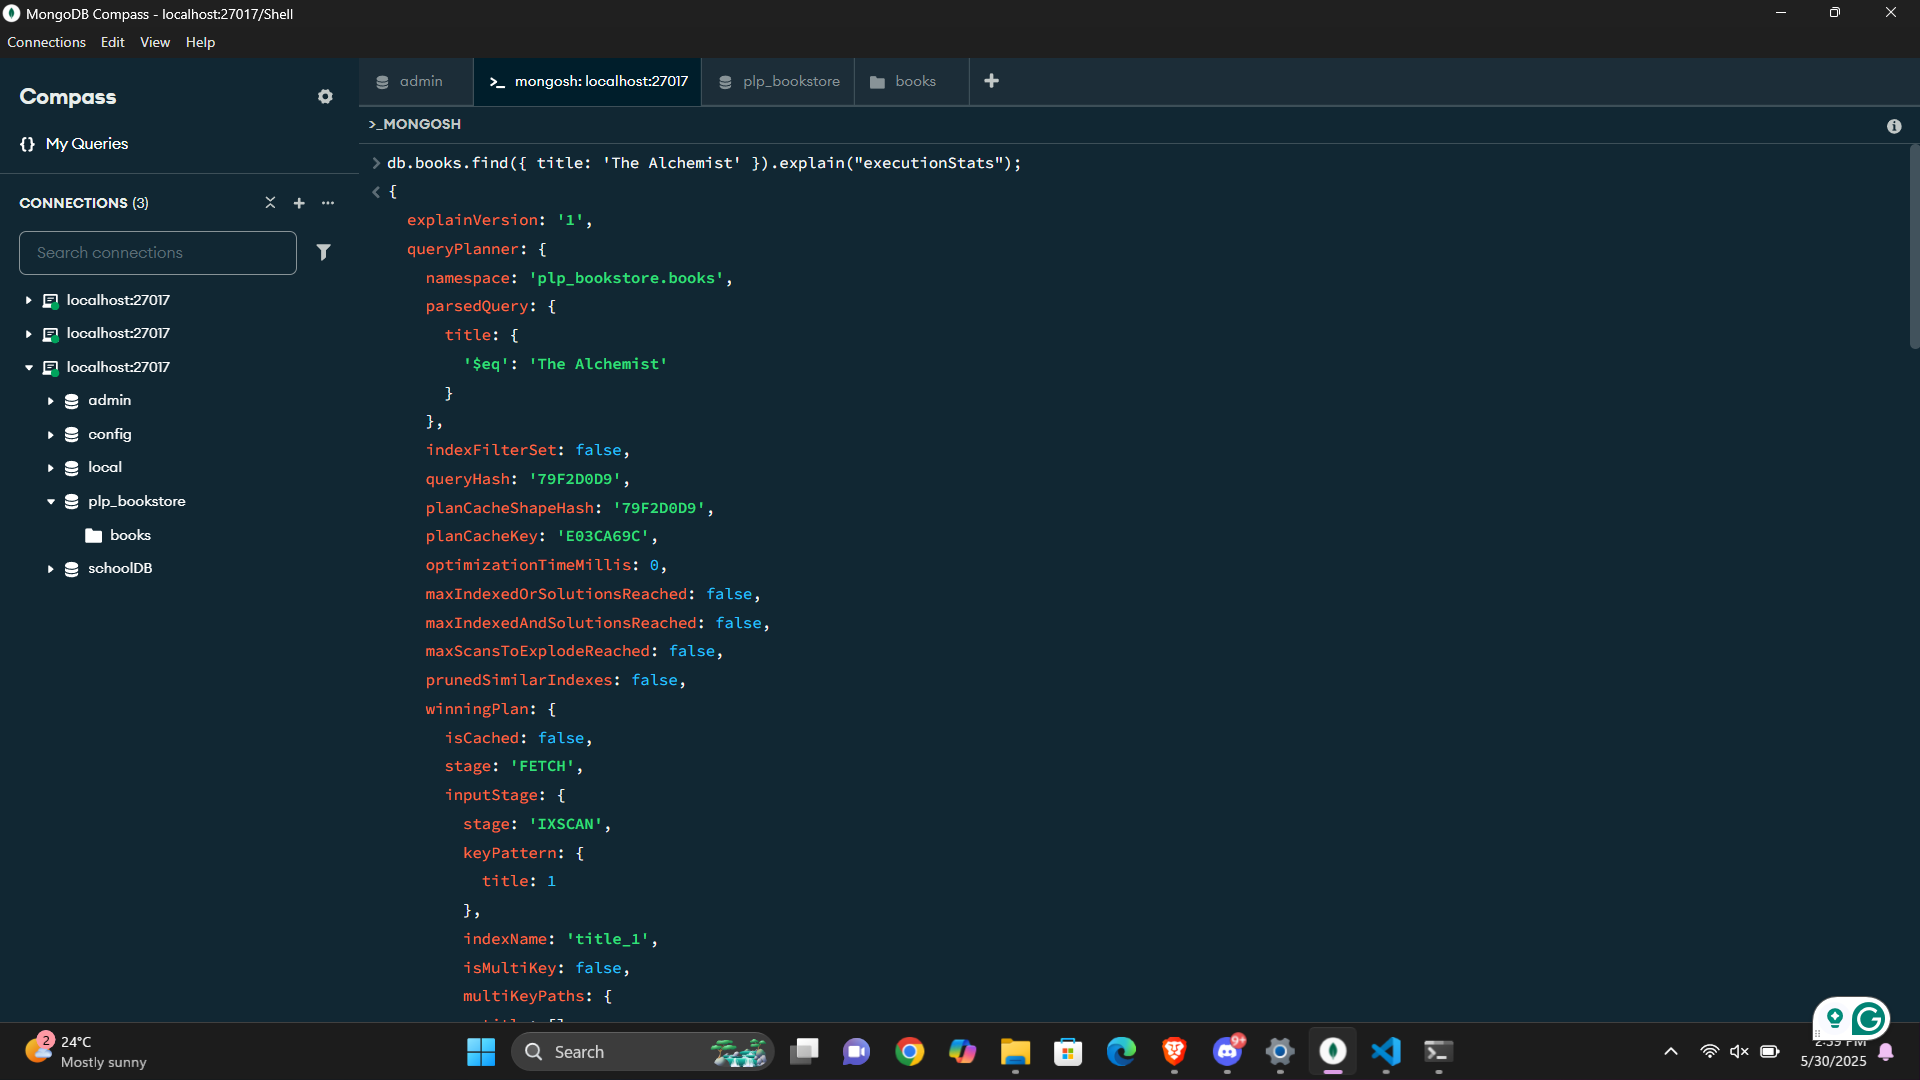 MongoDB Compass - localhost:27017/Shell
Connections Edit View Help
Compass
{} My Queries
CONNECTIONS (3)
Search connections
localhost:27017
localhost:27017
localhost:27017
admin
config
local
plp_bookstore
books
schoolDB
admin
>_ mongosh: localhost:27017
plp_bookstore
books
+
>_MONGOSH
> db.books.find({ title: 'The Alchemist' }).explain("executionStats");
< {
explainVersion: '1',
queryPlanner: {
namespace: 'plp_bookstore.books',
parsedQuery: {
title: {
'$eq': 'The Alchemist'
}
},
indexFilterSet: false,
queryHash: '79F2D0D9',
planCacheShapeHash: '79F2D0D9',
planCacheKey: 'E03CA69C',
optimizationTimeMillis: 0,
maxIndexedOrSolutionsReached: false,
maxIndexedAndSolutionsReached: false,
maxScansToExplodeReached: false,
prunedSimilarIndexes: false,
winningPlan: {
isCached: false,
stage: 'FETCH',
inputStage: {
stage: 'IXSCAN',
keyPattern: {
title: 1
},
indexName: 'title_1',
isMultiKey: false,
multiKeyPaths: {
2
24°C
Mostly sunny
Search
9+
5/30/2025